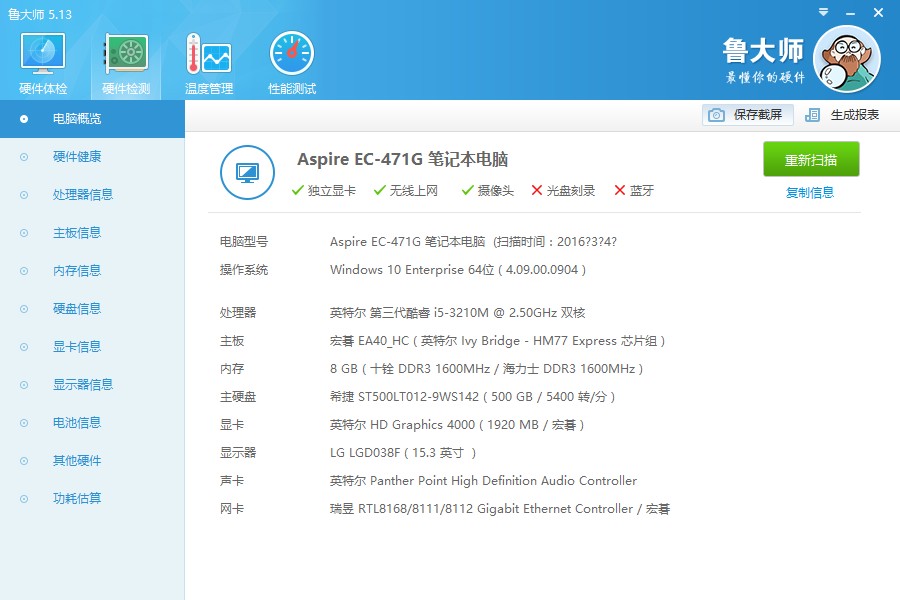 鲁大师 5.13
硬件体检
硬件检测
温度管理
性能测试
鲁大师
最懂你的硬件
电脑概览
硬件健康
处理器信息
主板信息
内存信息
硬盘信息
显卡信息
显示器信息
电池信息
其他硬件
功耗估算
保存截屏
生成报表
Aspire EC-471G 笔记本电脑
独立显卡 无线上网 摄像头 光盘刻录 蓝牙
重新扫描
复制信息
电脑型号 Aspire EC-471G 笔记本电脑 (扫描时间：2016?3?4?
操作系统 Windows 10 Enterprise 64位 ( 4.09.00.0904 )
处理器 英特尔 第三代酷睿 i5-3210M @ 2.50GHz 双核
主板 宏碁 EA40_HC ( 英特尔 Ivy Bridge - HM77 Express 芯片组 )
内存 8 GB ( 十铨 DDR3 1600MHz / 海力士 DDR3 1600MHz )
主硬盘 希捷 ST500LT012-9WS142 ( 500 GB / 5400 转/分 )
显卡 英特尔 HD Graphics 4000 ( 1920 MB / 宏碁 )
显示器 LG LGD038F ( 15.3 英寸 )
声卡 英特尔 Panther Point High Definition Audio Controller
网卡 瑞昱 RTL8168/8111/8112 Gigabit Ethernet Controller / 宏碁